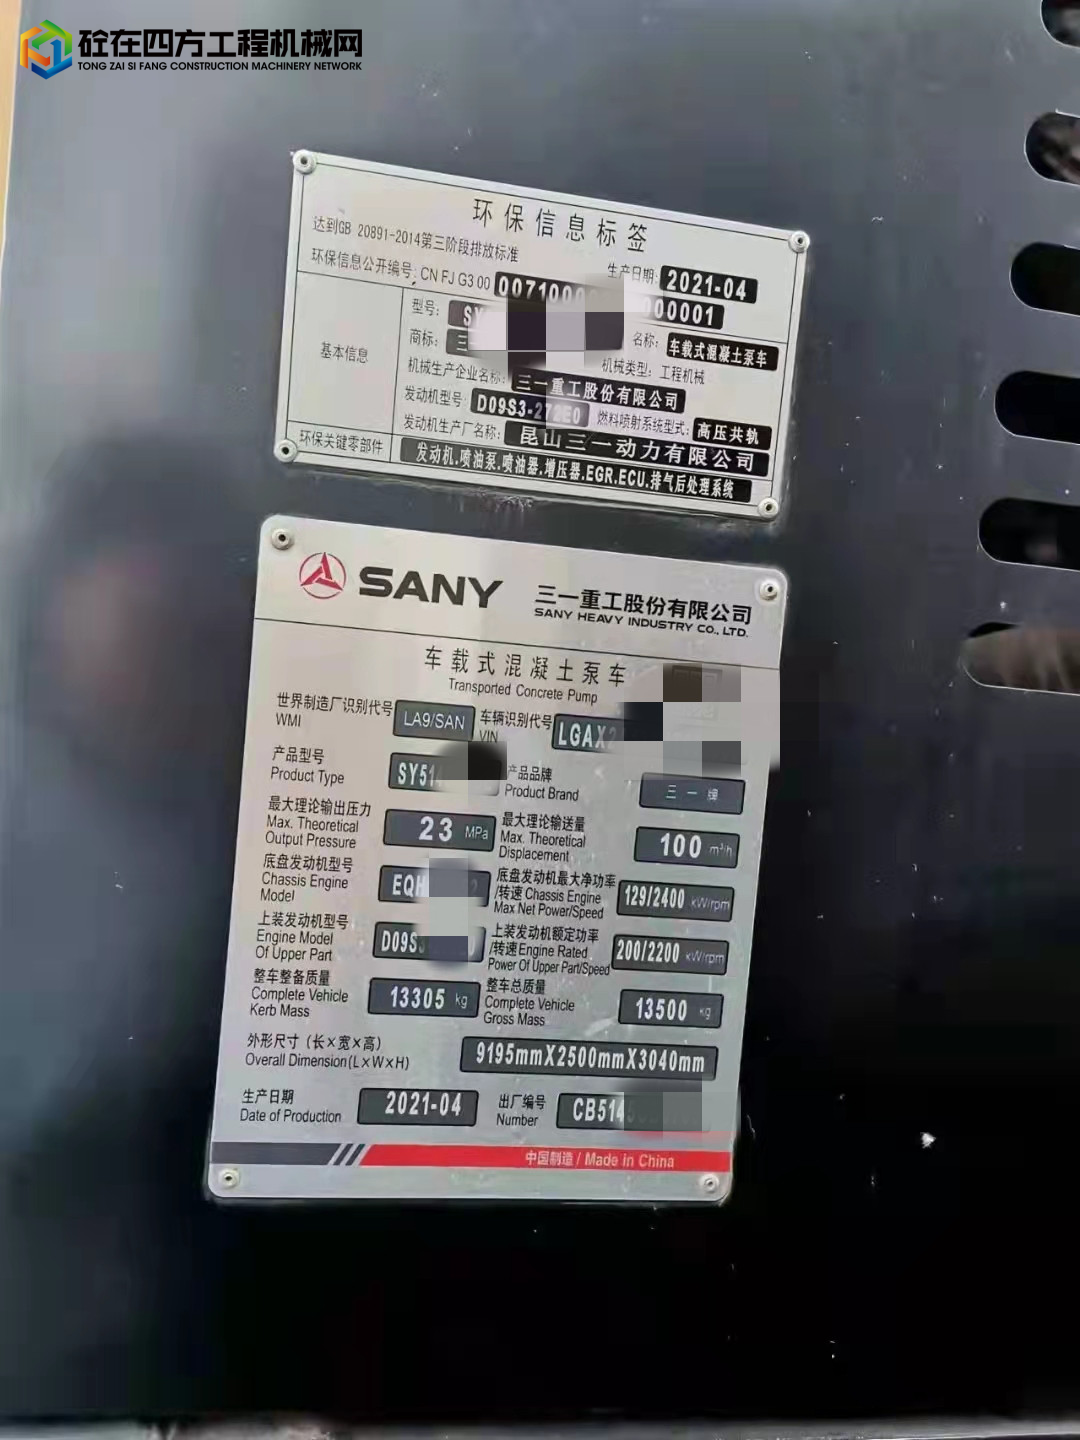 砼在四方工程机械网
TONG ZAI SI FANG CONSTRUCTION MACHINERY NETWORK
环保信息标签
达到GB 20891-2014第三阶段排放标准
生产日期: 2021-04
环保信息公开编号: CN FJ G3 00 0071000 000001
基本信息
型号: SY
名称: 车载式混凝土泵车
商标: 三
机械类型: 工程机械
机械生产企业名称: 三一重工股份有限公司
发动机型号: D09S3-272E0 燃料喷射系统型式: 高压共轨
发动机生产厂名称: 昆山三一动力有限公司
环保关键零部件 发动机.喷油泵.喷油器.增压器.EGR.ECU.排气后处理系统
SANY 三一重工股份有限公司
SANY HEAVY INDUSTRY CO., LTD.
车载式混凝土泵车
Transported Concrete Pump
世界制造厂识别代号 WMI LA9/SAN 车辆识别代号 VIN LGAX2
产品型号 Product Type SY514 产品品牌 Product Brand 三一牌
最大理论输出压力 Max. Theoretical Output Pressure 23 MPa 最大理论输送量 Max. Theoretical Displacement 100 m³/h
底盘发动机型号 Chassis Engine Model EQH 2 底盘发动机最大净功率/转速 Chassis Engine Max Net Power/Speed 129/2400 kW/rpm
上装发动机型号 Engine Model Of Upper Part D09S3 上装发动机额定功率/转速 Engine Rated Power Of Upper Part/Speed 200/2200 kW/rpm
整车整备质量 Complete Vehicle Kerb Mass 13305 kg 整车总质量 Complete Vehicle Gross Mass 13500 kg
外形尺寸（长×宽×高） Overall Dimension(L×W×H) 9195mmX2500mmX3040mm
生产日期 Date of Production 2021-04 出厂编号 Number CB514
中国制造 / Made in China